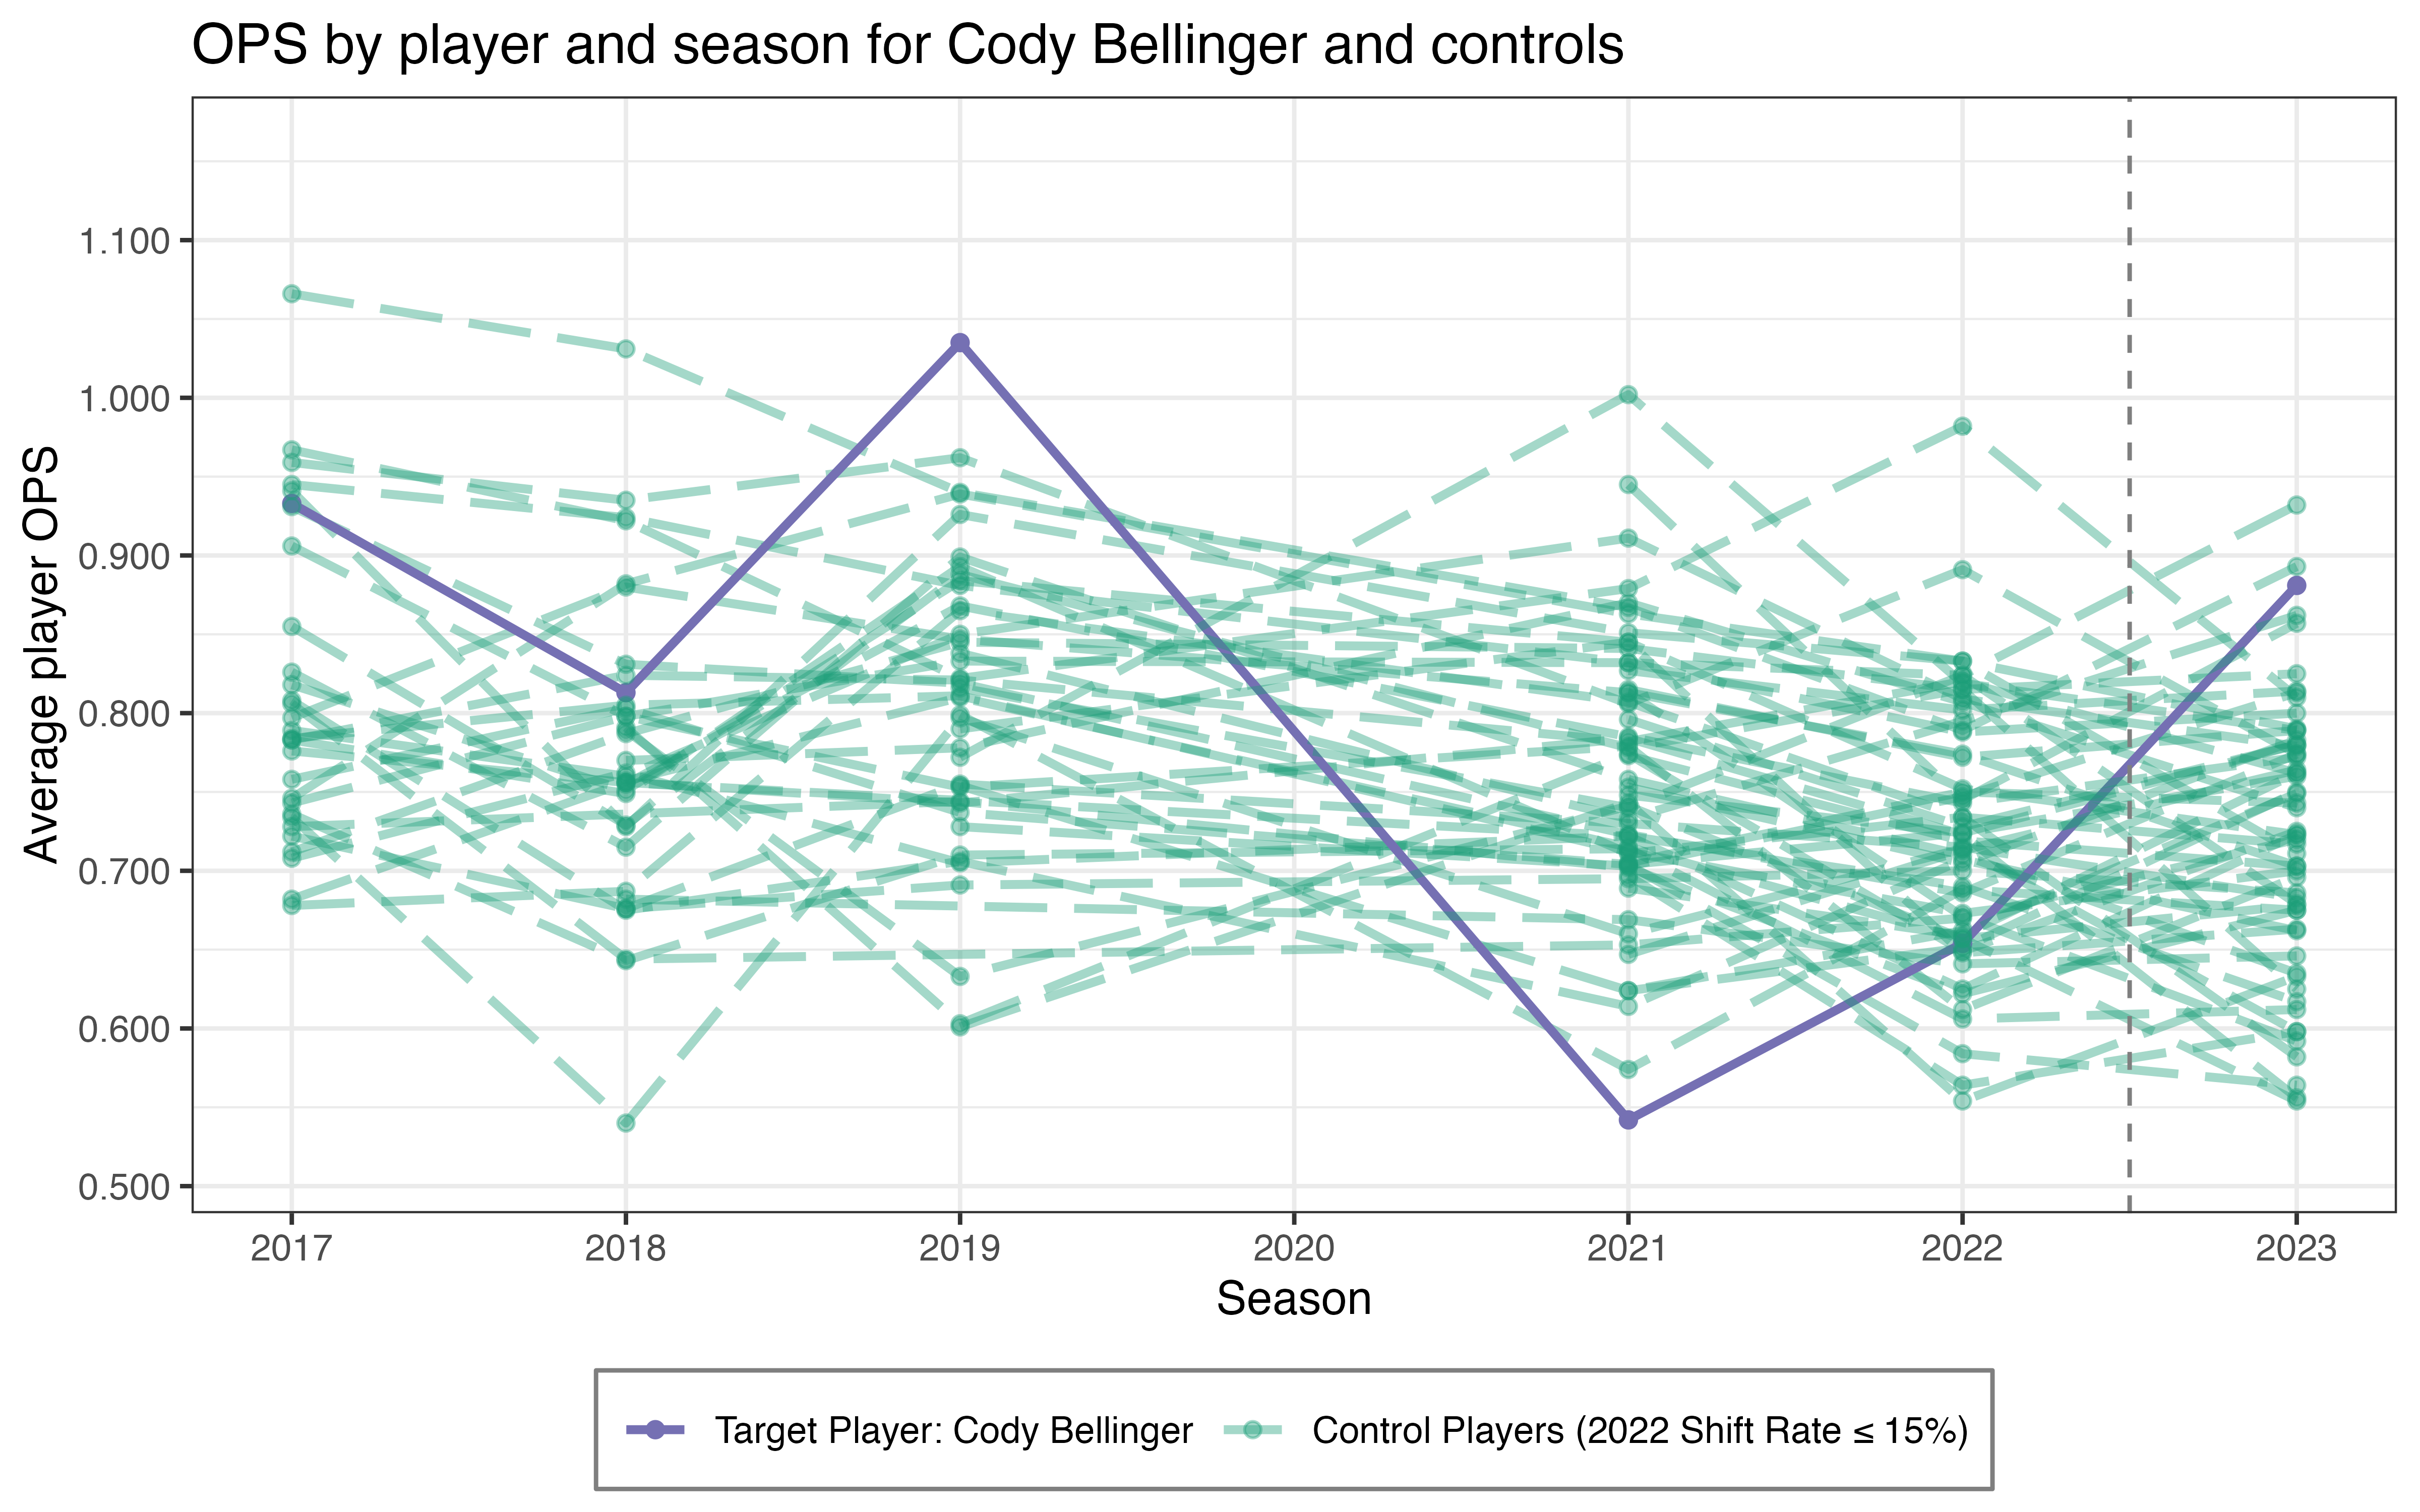 OPS by player and season for Cody Bellinger and controls
Average player OPS
1.100
1.000
0.900
0.800
0.700
0.600
0.500
2017 2018 2019 2020 2021 2022 2023
Season
Target Player: Cody Bellinger Control Players (2022 Shift Rate ≤ 15%)